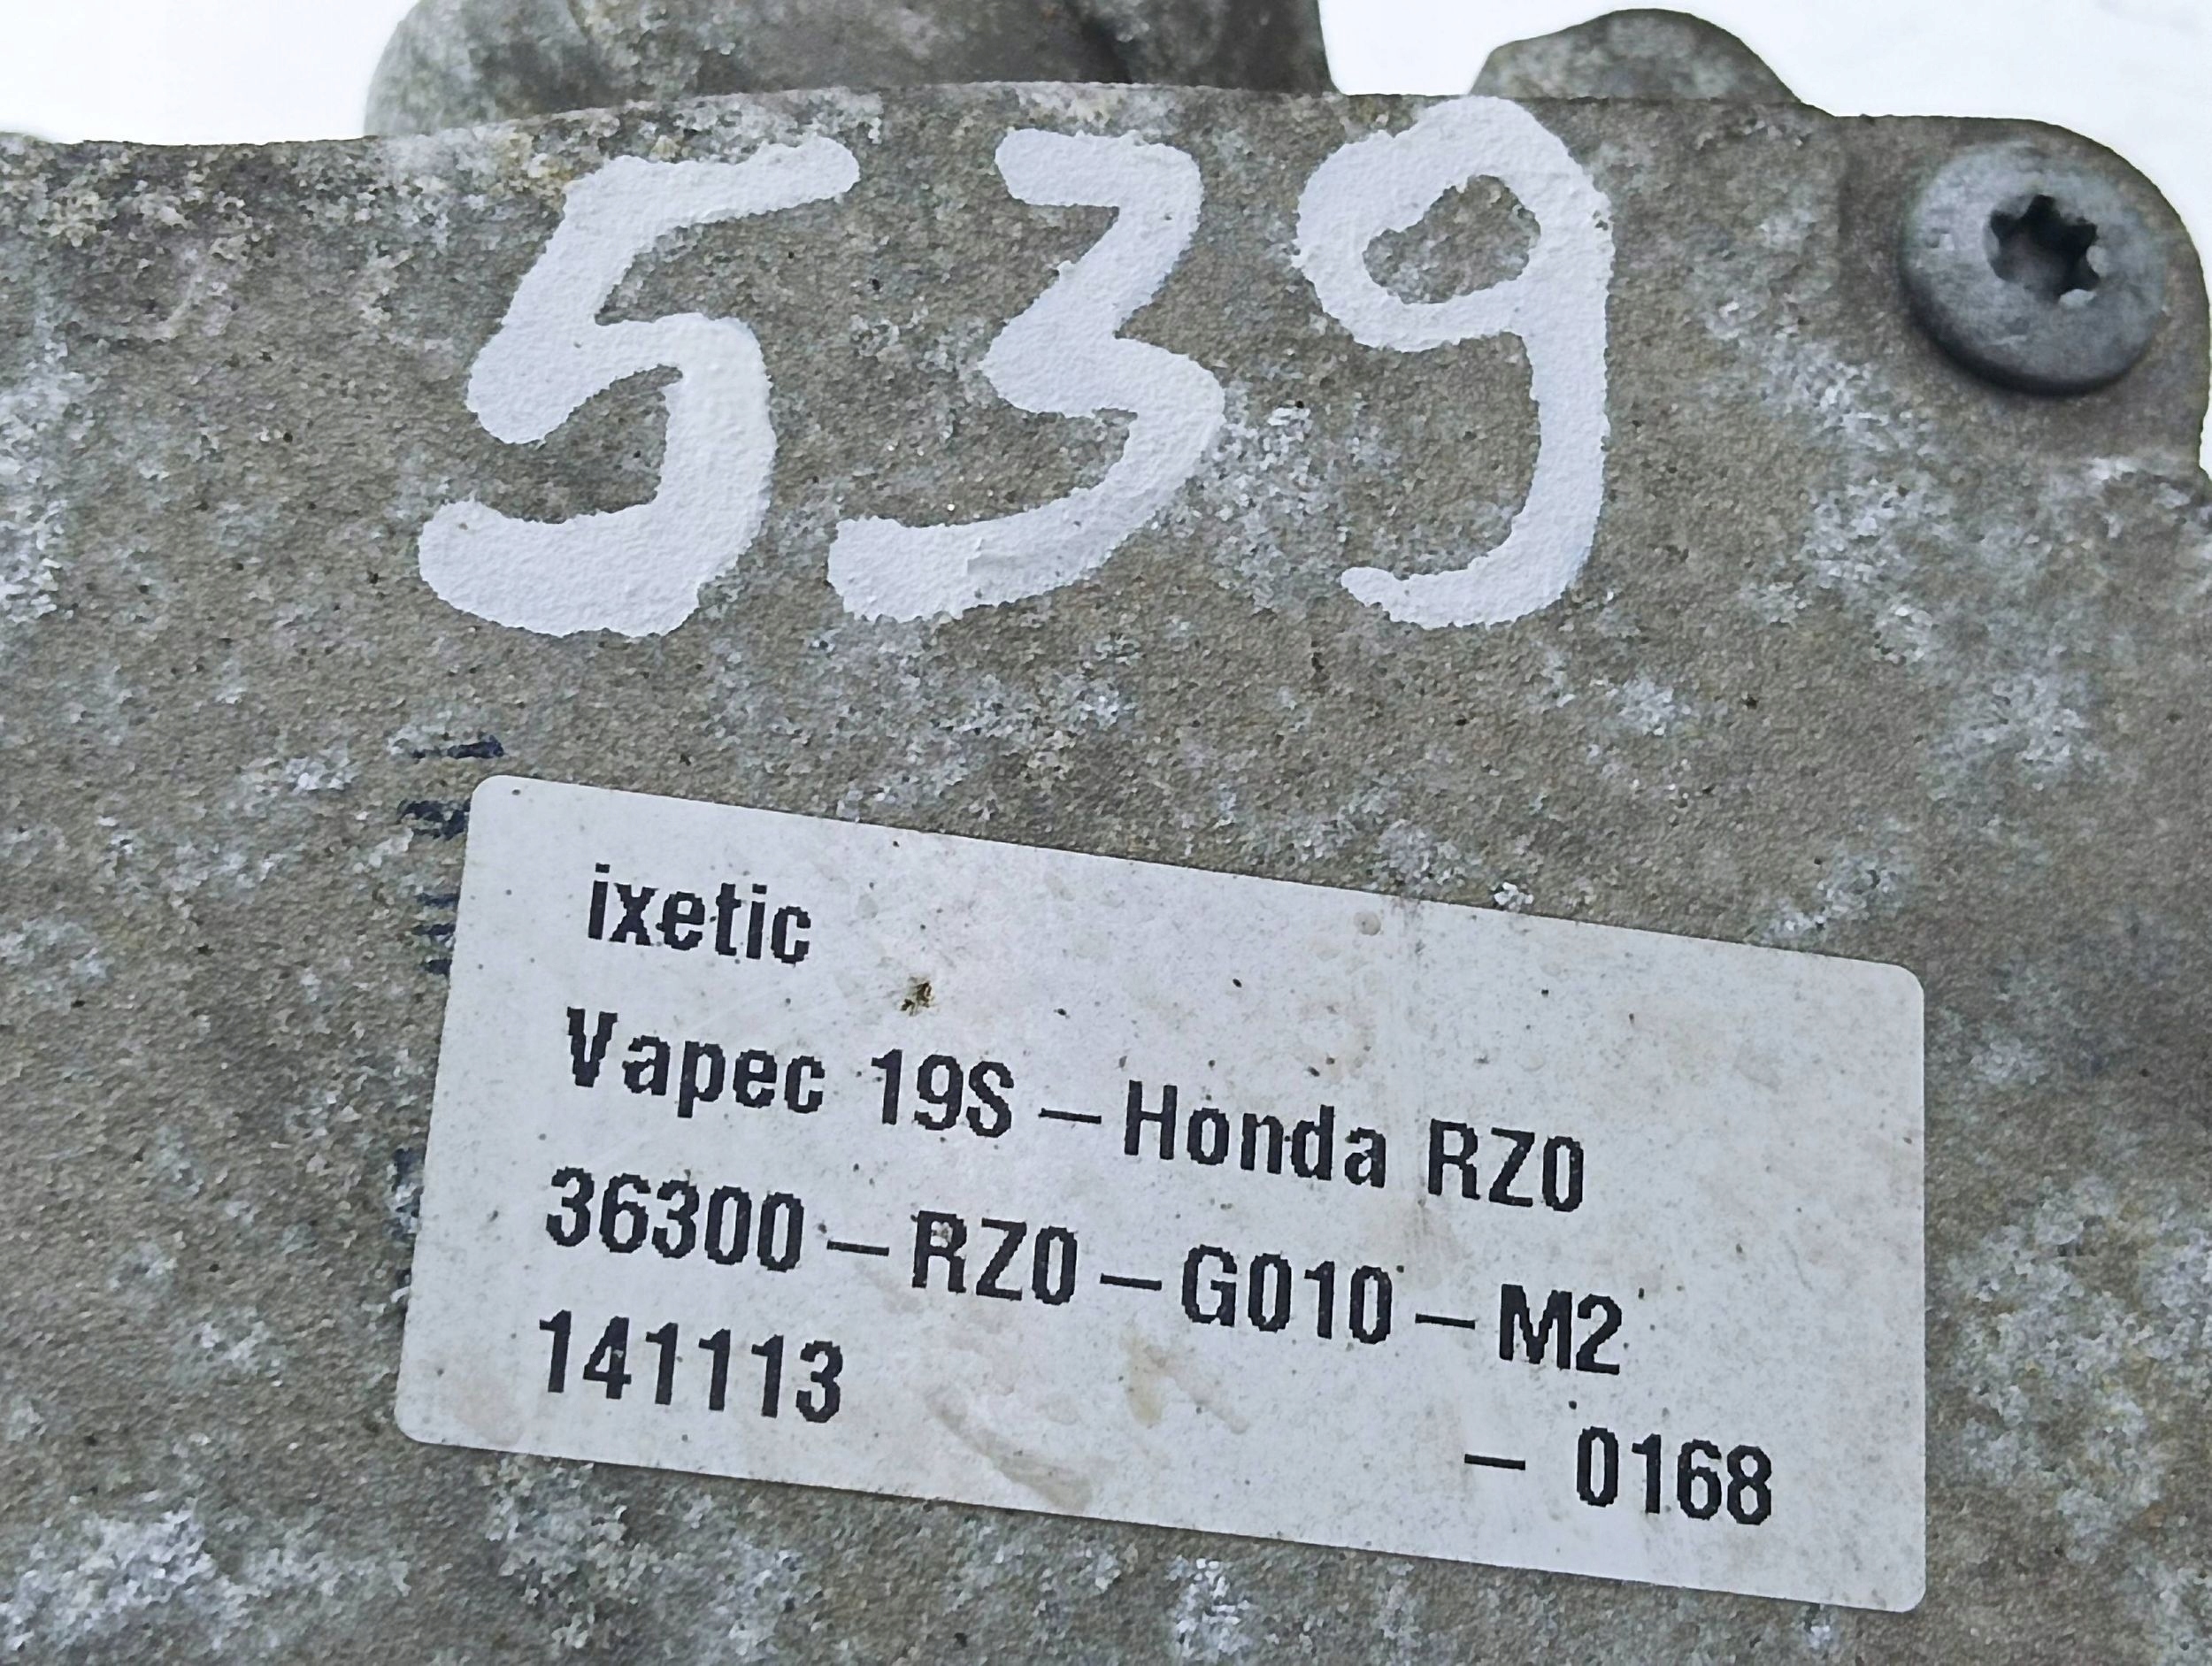 539
ixetic
Vapec 19S – Honda RZ0
36300 – RZ0 – G010 – M2
141113 – 0168